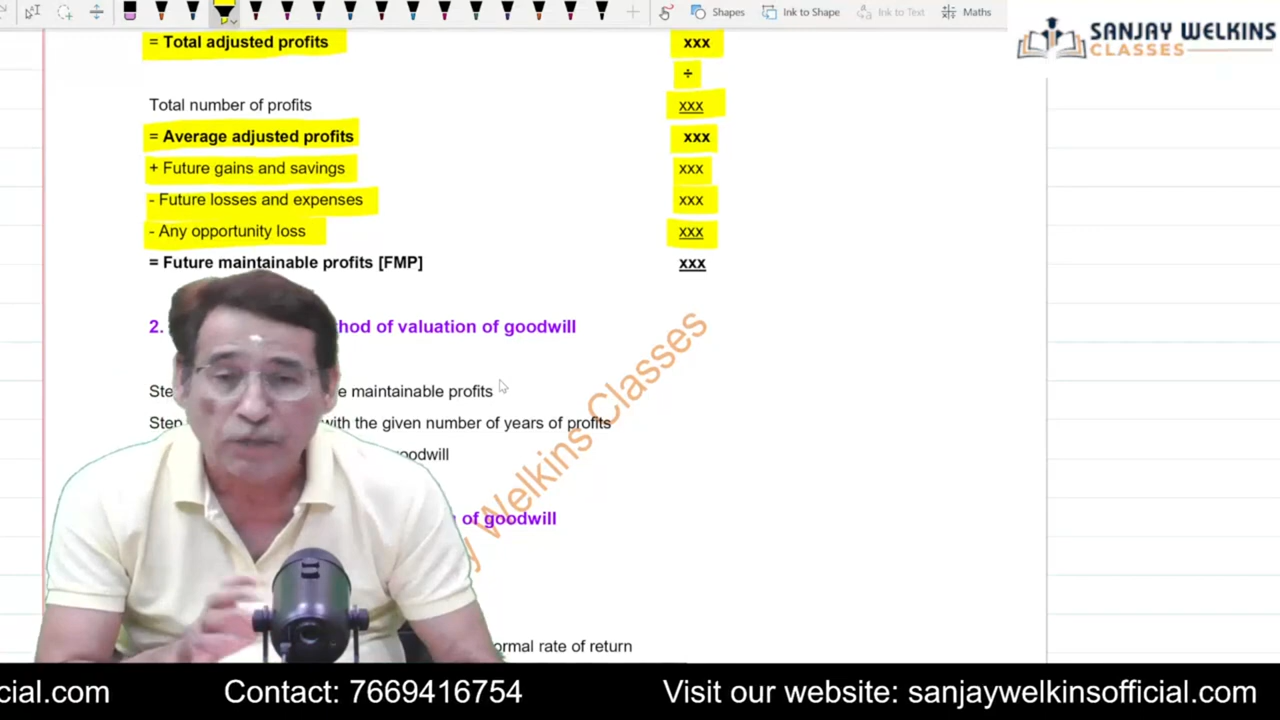 Shapes
Ink to Shape
Ink to Text
Maths
SANJAY WELKINS
CLASSES
= Total adjusted profits xxx
÷
Total number of profits xxx
= Average adjusted profits xxx
+ Future gains and savings xxx
- Future losses and expenses xxx
- Any opportunity loss xxx
= Future maintainable profits [FMP] xxx
2. hod of valuation of goodwill
maintainable profits
with the given number of years of profits
goodwill
of goodwill
Welkins Classes
ormal rate of return
cial.com Contact: 7669416754 Visit our website: sanjaywelkinsofficial.com